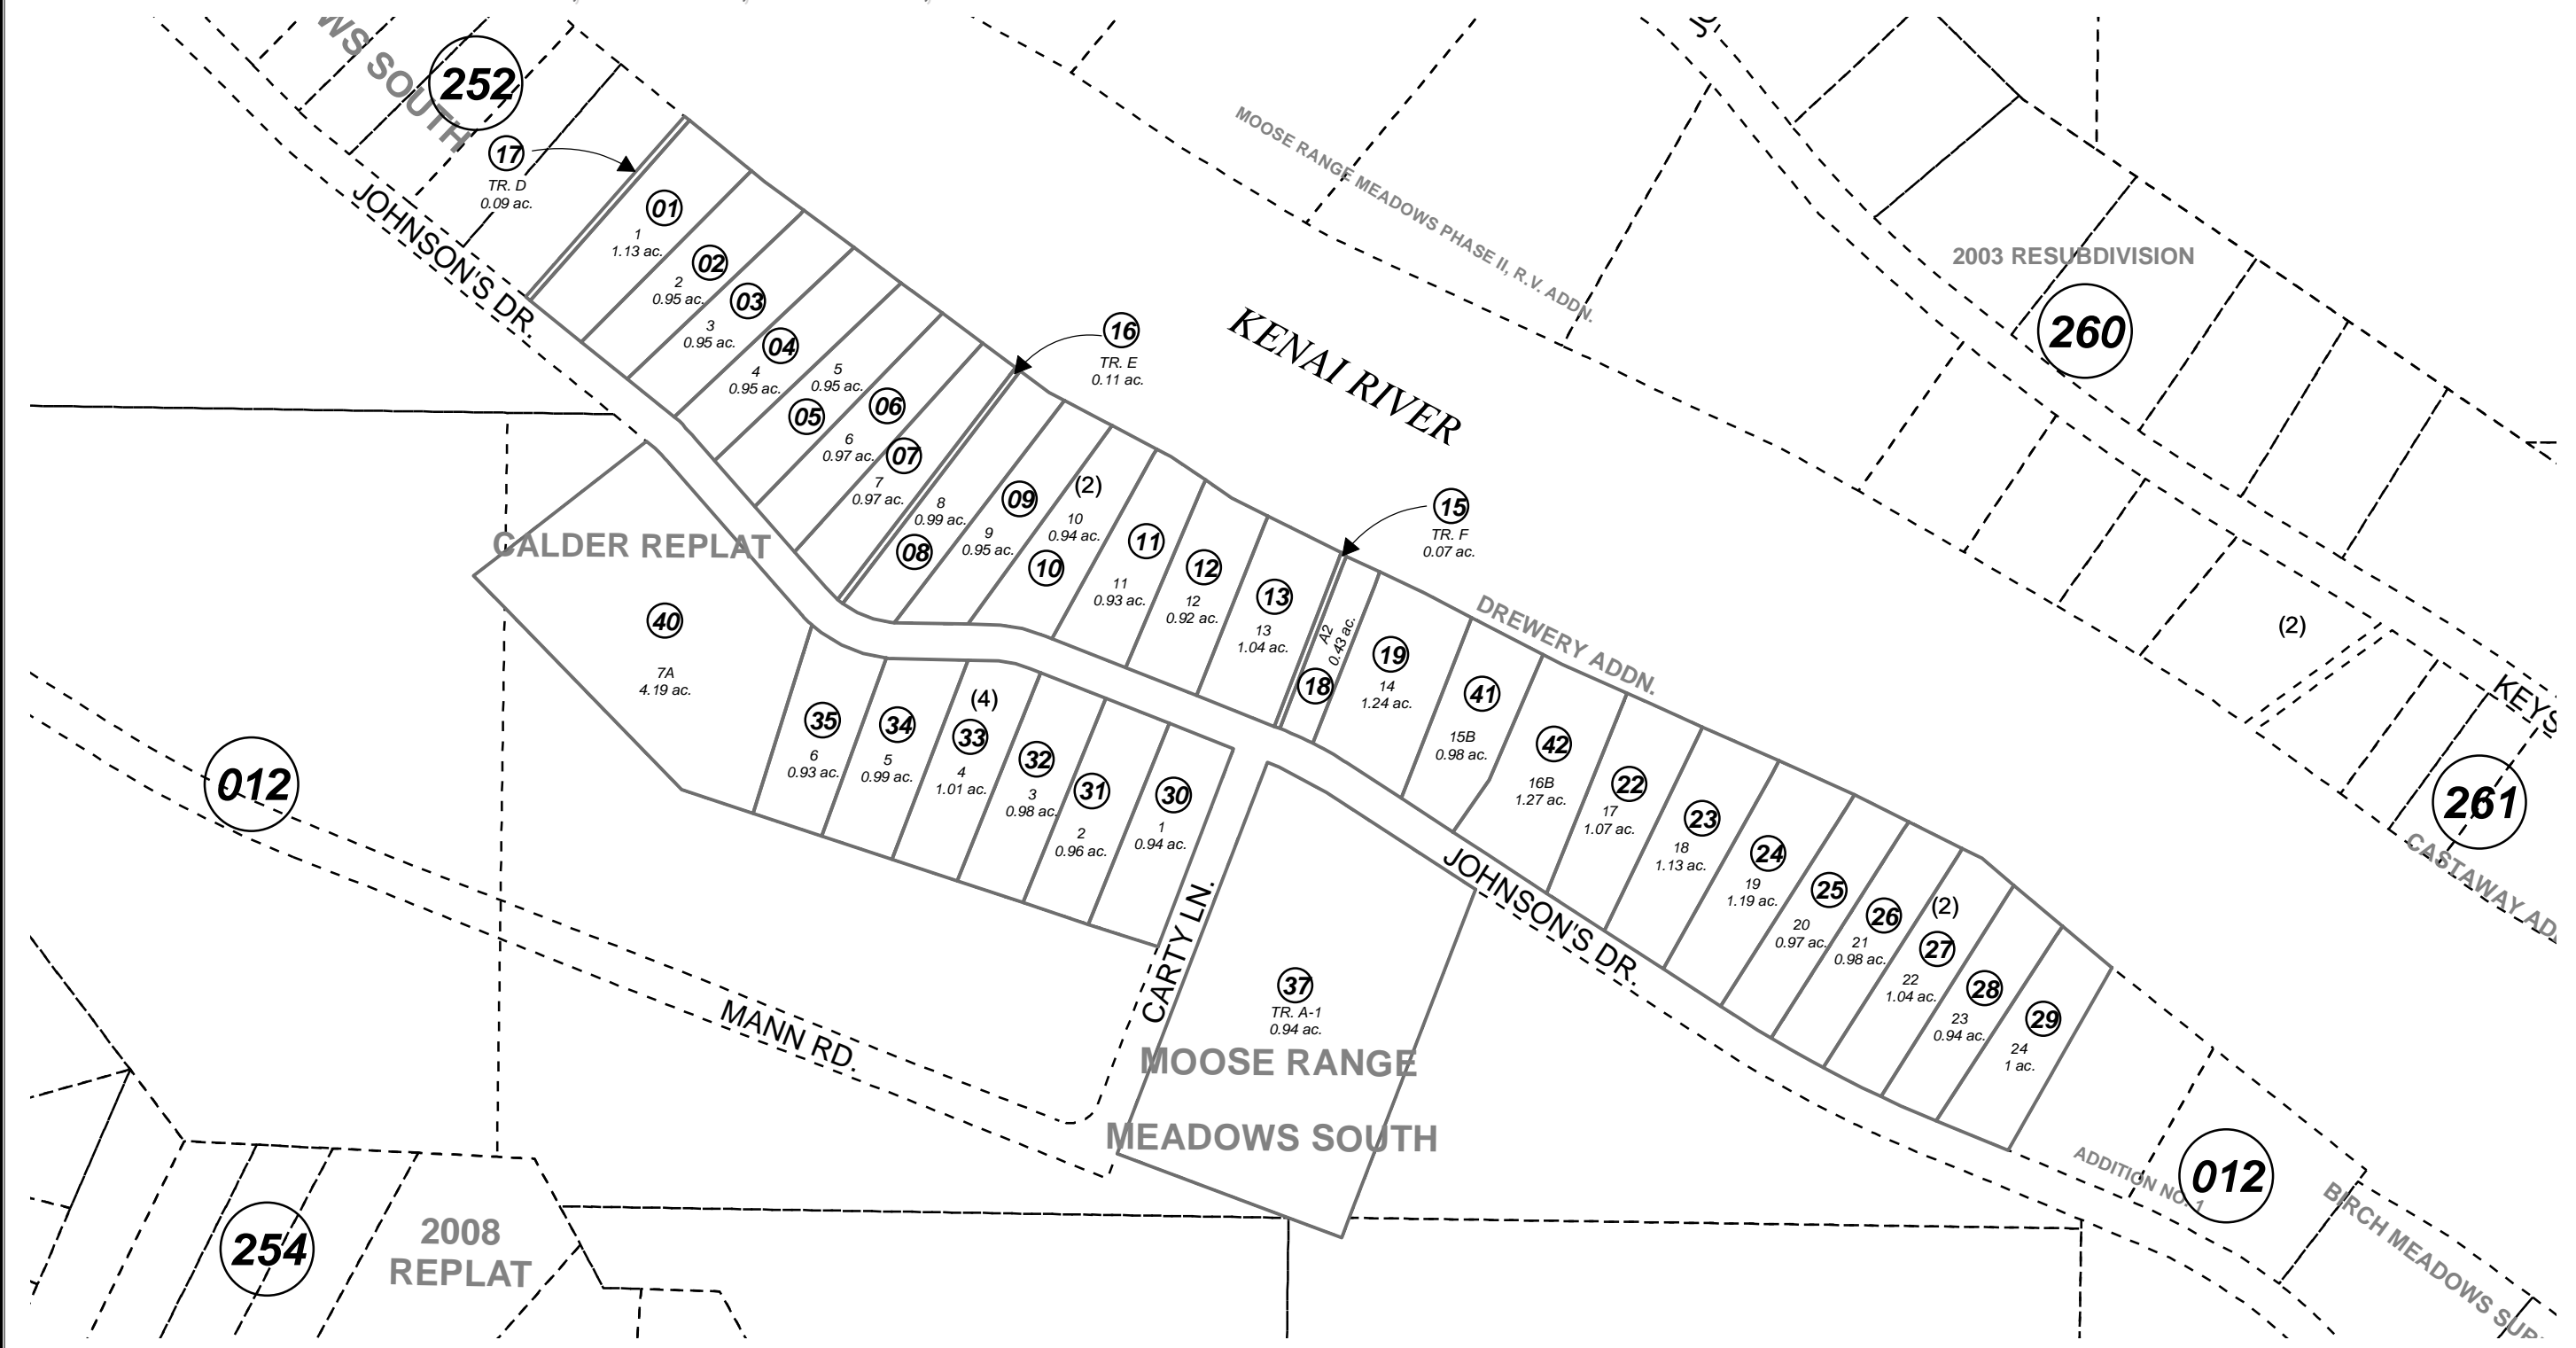 WS SOUTH
252
17
TR. D
0.09 ac.
JOHNSON'S DR.
01
1
1.13 ac.
02
2
0.95 ac.
03
3
0.95 ac.
04
4
0.95 ac.
5
0.95 ac.
05
06
6
0.97 ac.
07
7
0.97 ac.
16
TR. E
0.11 ac.
8
0.99 ac.
08
09
9
0.95 ac.
(2)
10
0.94 ac.
10
11
11
0.93 ac.
12
12
0.92 ac.
13
13
1.04 ac.
15
TR. F
0.07 ac.
A2
0.43 ac.
18
19
14
1.24 ac.
41
15B
0.98 ac.
42
16B
1.27 ac.
22
17
1.07 ac.
23
18
1.13 ac.
24
19
1.19 ac.
25
20
0.97 ac.
26
21
0.98 ac.
(2)
27
22
1.04 ac.
28
23
0.94 ac.
29
24
1 ac.
MOOSE RANGE MEADOWS PHASE II, R.V. ADDN.
KENAI RIVER
DREWERY ADDN.
2003 RESUBDIVISION
260
(2)
KEYS
261
CASTAWAY AD
CALDER REPLAT
40
7A
4.19 ac.
35
6
0.93 ac.
34
5
0.99 ac.
(4)
33
4
1.01 ac.
32
3
0.98 ac.
31
2
0.96 ac.
30
1
0.94 ac.
012
MANN RD.
CARTY LN.
JOHNSON'S DR.
37
TR. A-1
0.94 ac.
MOOSE RANGE
MEADOWS SOUTH
254
2008
REPLAT
ADDITION NO. 1
012
BIRCH MEADOWS SUB